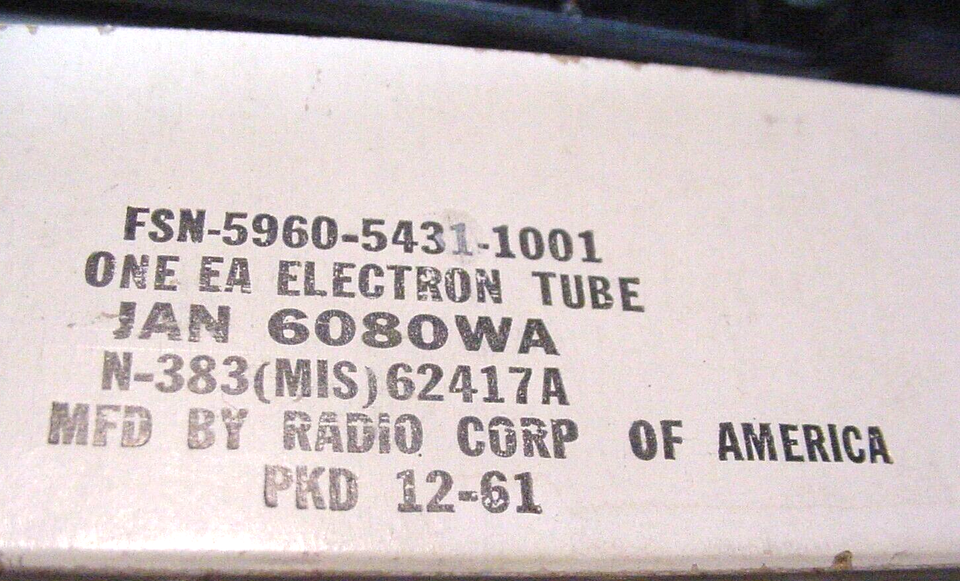 FSN-5960-5431-1001
ONE EA ELECTRON TUBE
JAN 6080WA
N-383(MIS)62417A
MFD BY RADIO CORP OF AMERICA
PKD 12-61